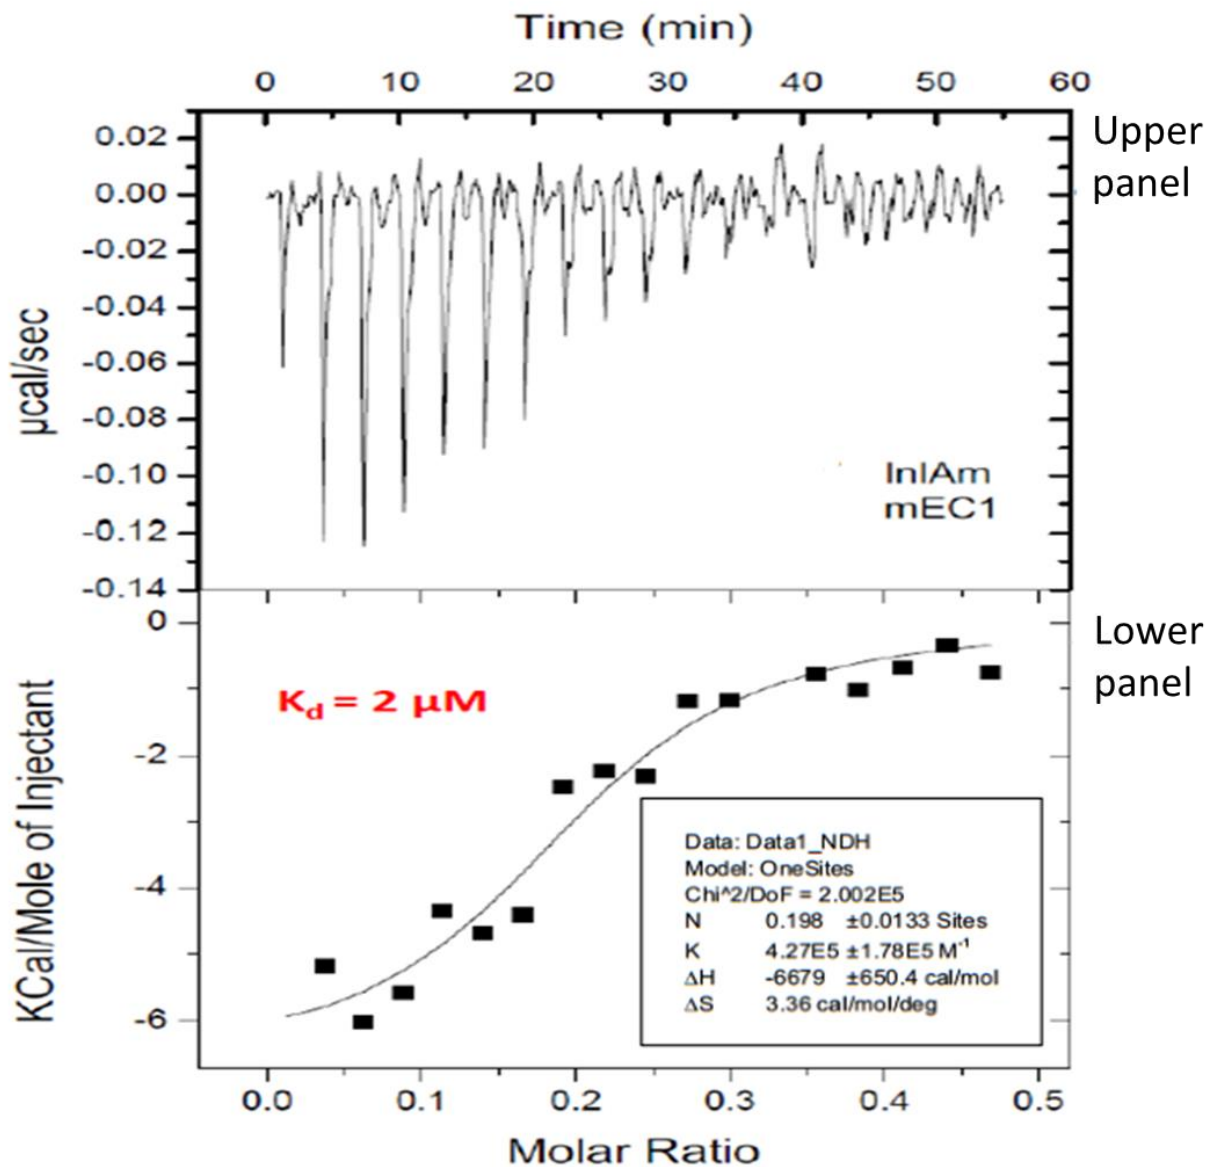 Time (min)
0 10 20 30 40 50 60
Upper
panel
0.02
0.00
-0.02
-0.04
-0.06
-0.08
-0.10
-0.12
-0.14
µcal/sec
InlAm
mEC1
Lower
panel
0
-2
-4
-6
KCal/Mole of Injectant
Kd = 2 µM
Data: Data1_NDH
Model: OneSites
Chi^2/DoF = 2.002E5
N 0.198 ±0.0133 Sites
K 4.27E5 ±1.78E5 M⁻¹
ΔH -6679 ±650.4 cal/mol
ΔS 3.36 cal/mol/deg
0.0 0.1 0.2 0.3 0.4 0.5
Molar Ratio